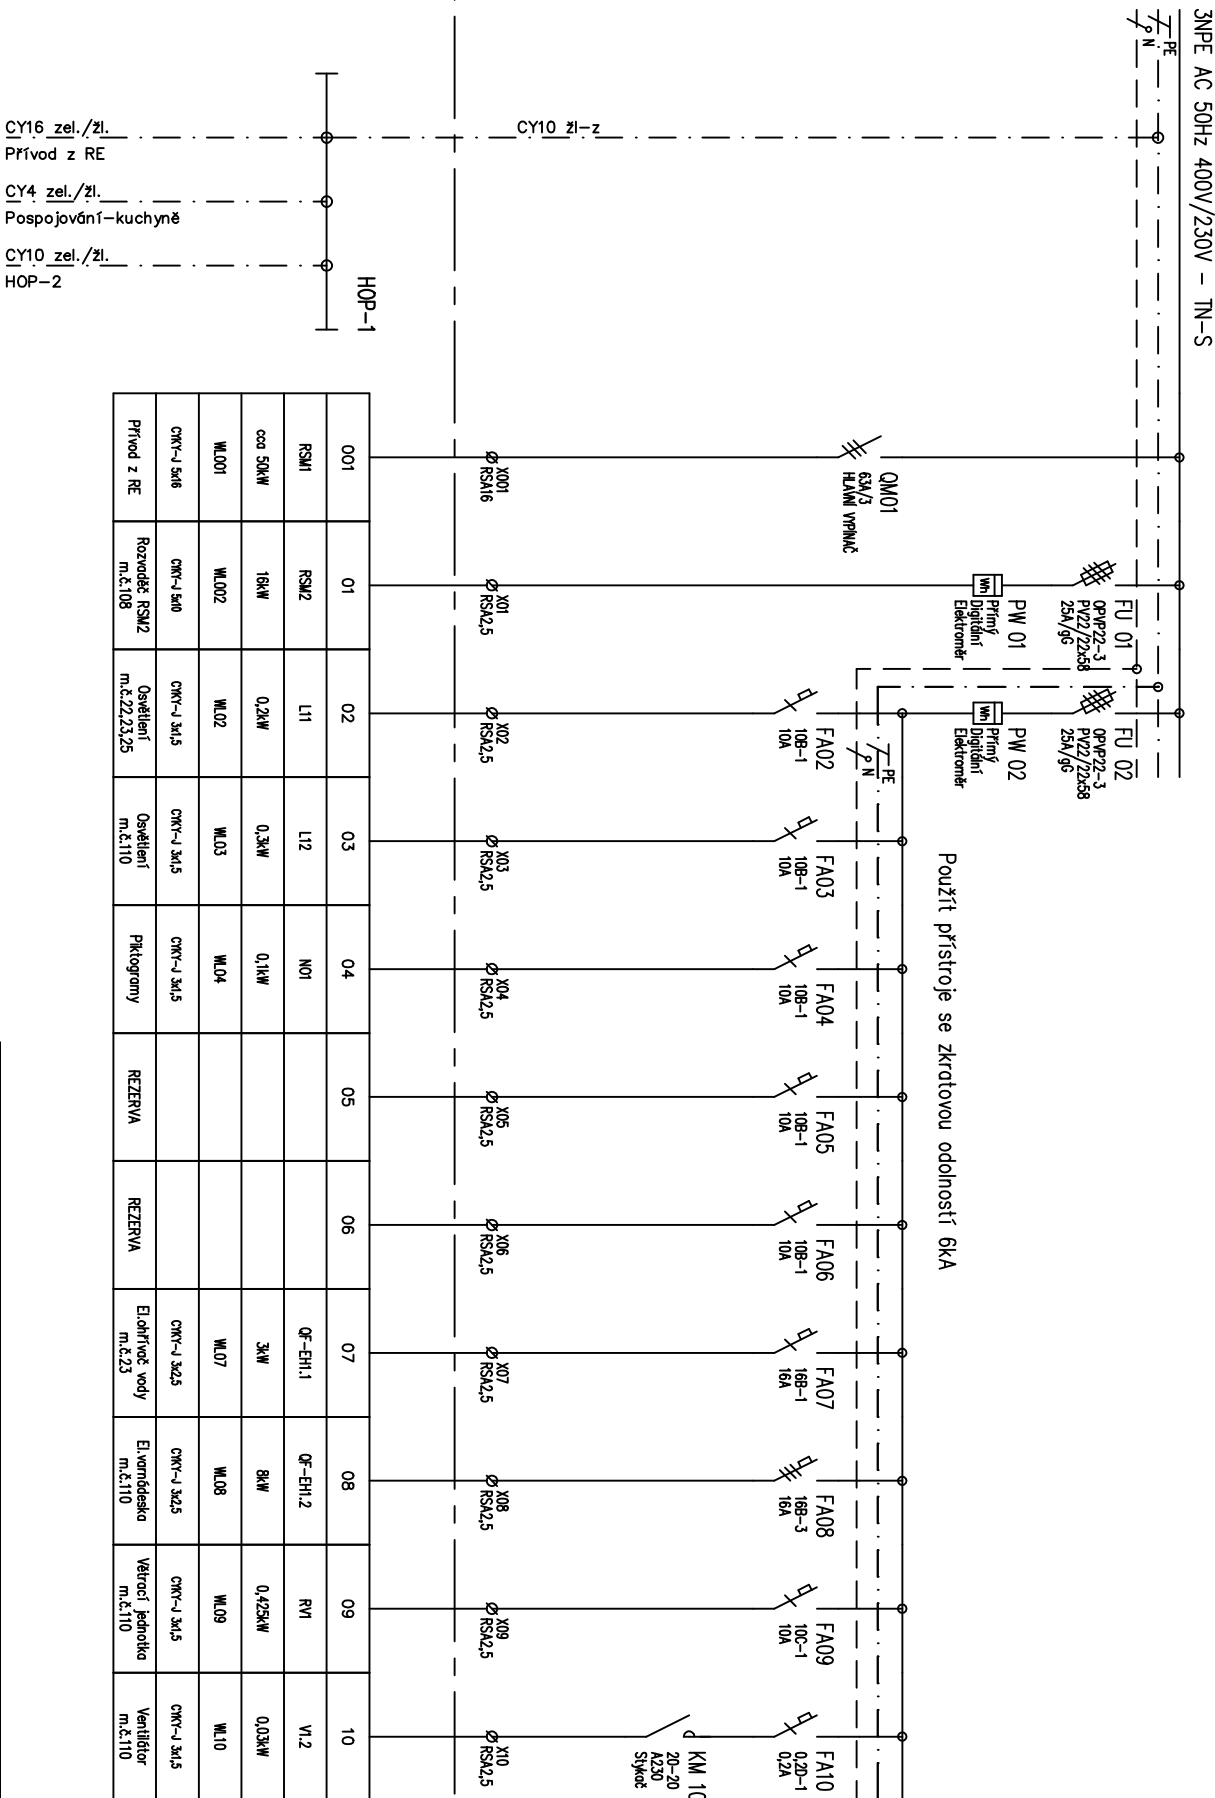 3NPE AC 50Hz 400V/230V – TN–S
PE
N
CY16 zel./žl.
Přívod z RE
CY4 zel./žl.
Pospojování–kuchyně
CY10 zel./žl.
HOP–2
CY10 žl–z
HOP–1
QM01
63A/3
HLAVNÍ VYPÍNAČ
FU 01
OPVP22–3
PV22/22x58
25A/gG
PW 01
Přímý
Digitální
Elektroměr
Wh
FU 02
OPVP22–3
PV22/22x58
25A/gG
PW 02
Přímý
Digitální
Elektroměr
Wh
Použít přístroje se zkratovou odolností 6kA
PE
N
FA02
10B–1
10A
FA03
10B–1
10A
FA04
10B–1
10A
FA05
10B–1
10A
FA06
10B–1
10A
FA07
16B–1
16A
FA08
16B–3
16A
FA09
10C–1
10A
FA10
0,2D–1
0,2A
KM 10
20–20
A230
Stykač
X001
RSA16
X01
RSA2,5
X02
RSA2,5
X03
RSA2,5
X04
RSA2,5
X05
RSA2,5
X06
RSA2,5
X07
RSA2,5
X08
RSA2,5
X09
RSA2,5
X10
RSA2,5
001 01 02 03 04 05 06 07 08 09 10
RSM1 RSM2 L11 L12 NO1 QF–EH1.1 QF–EH1.2 RV1 V1.2
cca 50kW 16kW 0,2kW 0,3kW 0,1kW 3kW 8kW 0,425kW 0,03kW
WL001 WL002 WL02 WL03 WL04 WL07 WL08 WL09 WL10
CYKY–J 5x16 CYKY–J 5x10 CYKY–J 3x1,5 CYKY–J 3x1,5 CYKY–J 3x1,5 CYKY–J 3x2,5 CYKY–J 3x2,5 CYKY–J 3x1,5 CYKY–J 3x1,5
Přívod z RE
Rozvaděč RSM2
m.č.108
Osvětlení
m.č.22,23,25
Osvětlení
m.č.110
Piktogramy
REZERVA
REZERVA
El.ohřívač vody
m.č.23
El.varnádeska
m.č.110
Větrací jednotka
m.č.110
Ventilátor
m.č.110